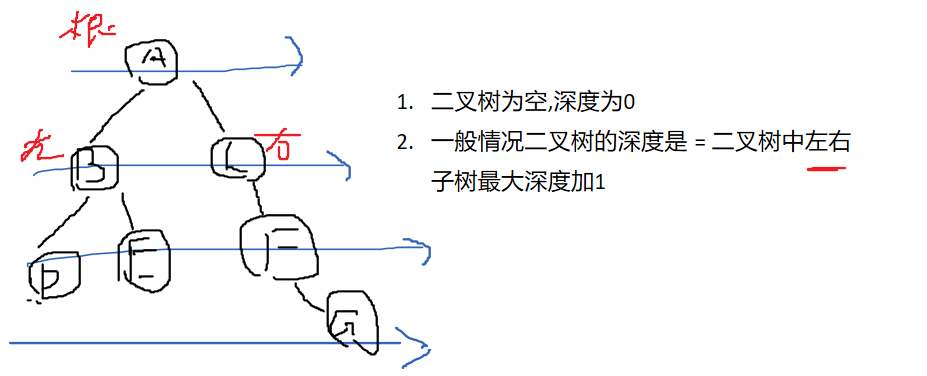 根
A
左 B C 右
D E F
G
1. 二叉树为空,深度为0
2. 一般情况二叉树的深度是 = 二叉树中左右
子树最大深度加1